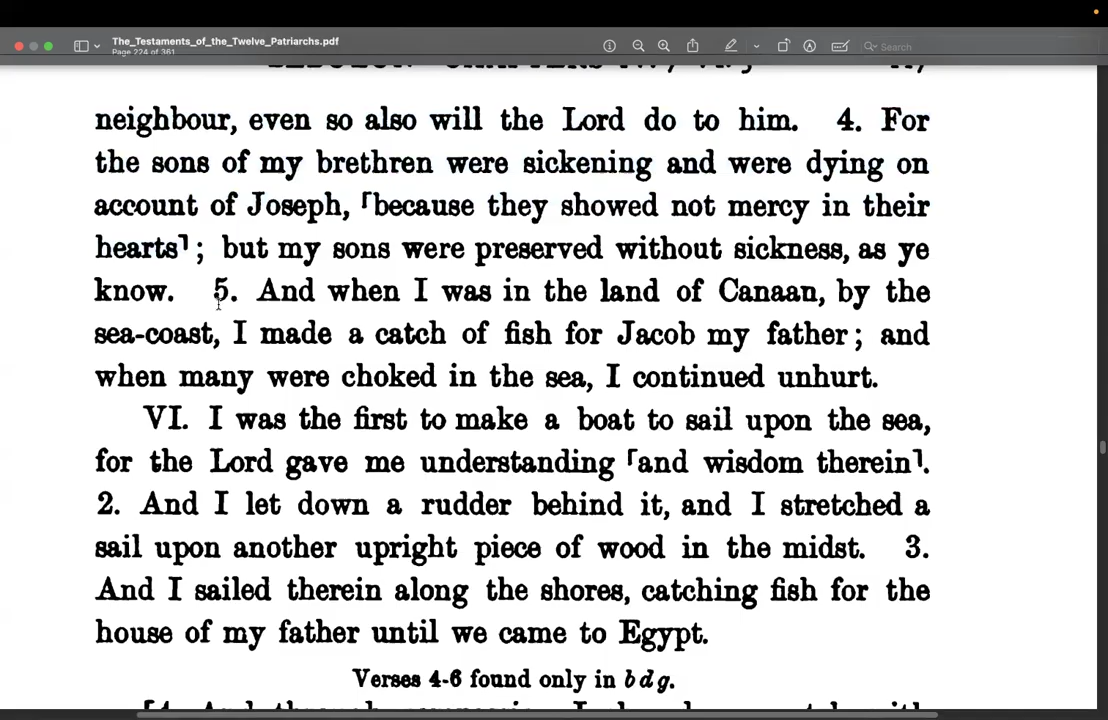 The_Testaments_of_the_Twelve_Patriarchs.pdf
Page 224 of 361
Search
neighbour, even so also will the Lord do to him. 4. For
the sons of my brethren were sickening and were dying on
account of Joseph, ⸢because they showed not mercy in their
hearts⸣; but my sons were preserved without sickness, as ye
know. 5. And when I was in the land of Canaan, by the
sea-coast, I made a catch of fish for Jacob my father; and
when many were choked in the sea, I continued unhurt.
VI. I was the first to make a boat to sail upon the sea,
for the Lord gave me understanding ⸢and wisdom therein⸣.
2. And I let down a rudder behind it, and I stretched a
sail upon another upright piece of wood in the midst. 3.
And I sailed therein along the shores, catching fish for the
house of my father until we came to Egypt.
Verses 4-6 found only in b d g.